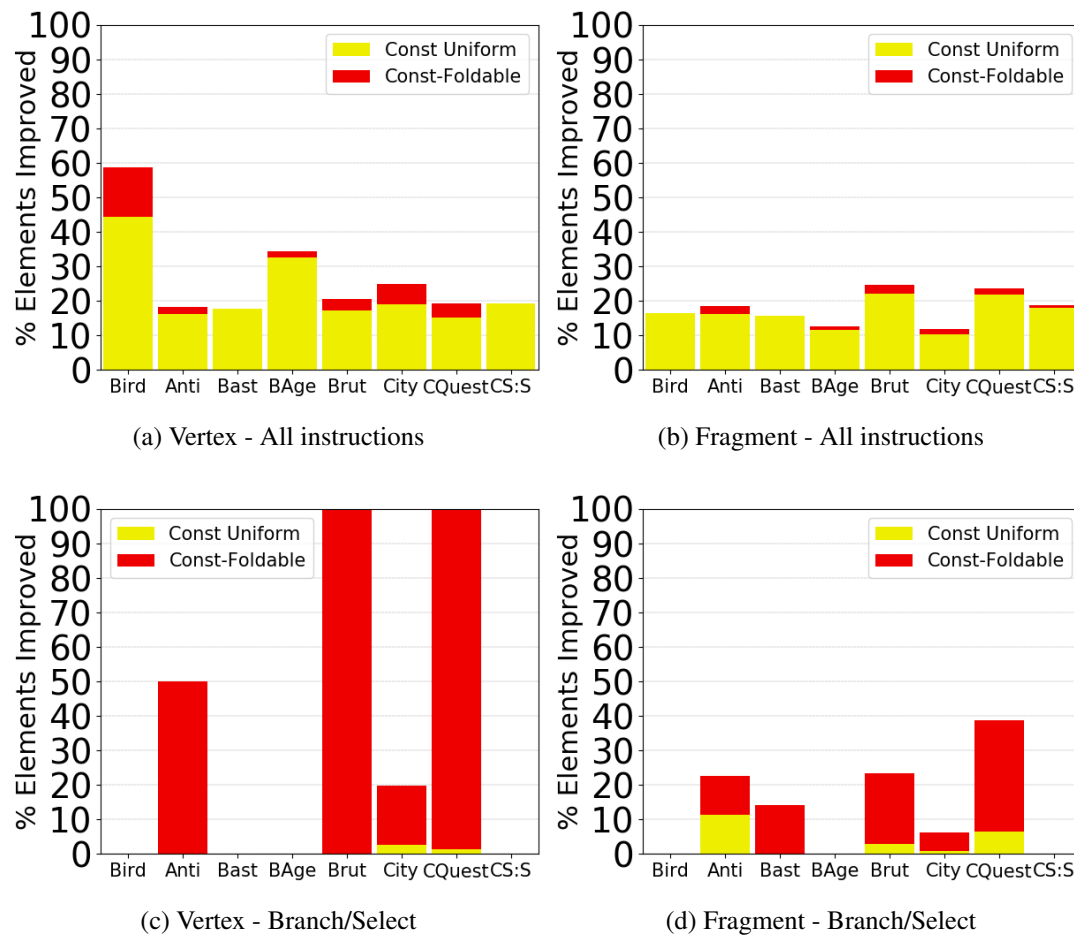 100
90
80
70
60
50
40
30
20
10
0
% Elements Improved
Const Uniform
Const-Foldable
Bird Anti Bast BAge Brut City CQuest CS:S
(a) Vertex - All instructions
100
90
80
70
60
50
40
30
20
10
0
% Elements Improved
Const Uniform
Const-Foldable
Bird Anti Bast BAge Brut City CQuest CS:S
(b) Fragment - All instructions
100
90
80
70
60
50
40
30
20
10
0
% Elements Improved
Const Uniform
Const-Foldable
Bird Anti Bast BAge Brut City CQuest CS:S
(c) Vertex - Branch/Select
100
90
80
70
60
50
40
30
20
10
0
% Elements Improved
Const Uniform
Const-Foldable
Bird Anti Bast BAge Brut City CQuest CS:S
(d) Fragment - Branch/Select